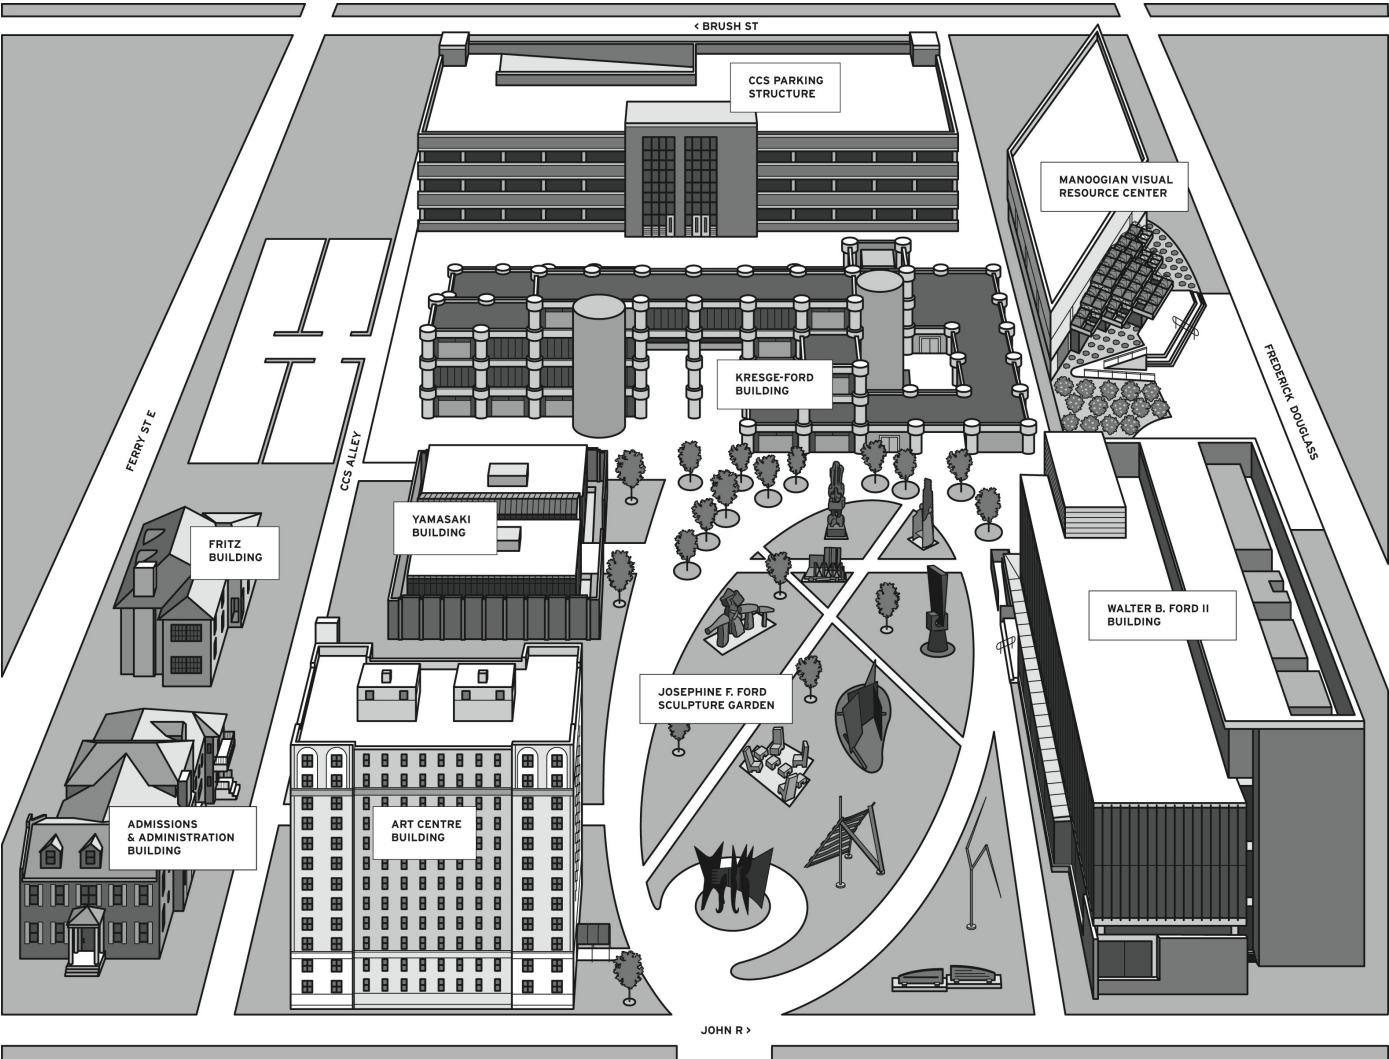 < BRUSH ST
CCS PARKING
STRUCTURE
MANOOGIAN VISUAL
RESOURCE CENTER
KRESGE-FORD
BUILDING
FREDERICK DOUGLASS
FERRY ST E
CCS ALLEY
YAMASAKI
BUILDING
FRITZ
BUILDING
WALTER B. FORD II
BUILDING
JOSEPHINE F. FORD
SCULPTURE GARDEN
ADMISSIONS
& ADMINISTRATION
BUILDING
ART CENTRE
BUILDING
JOHN R >